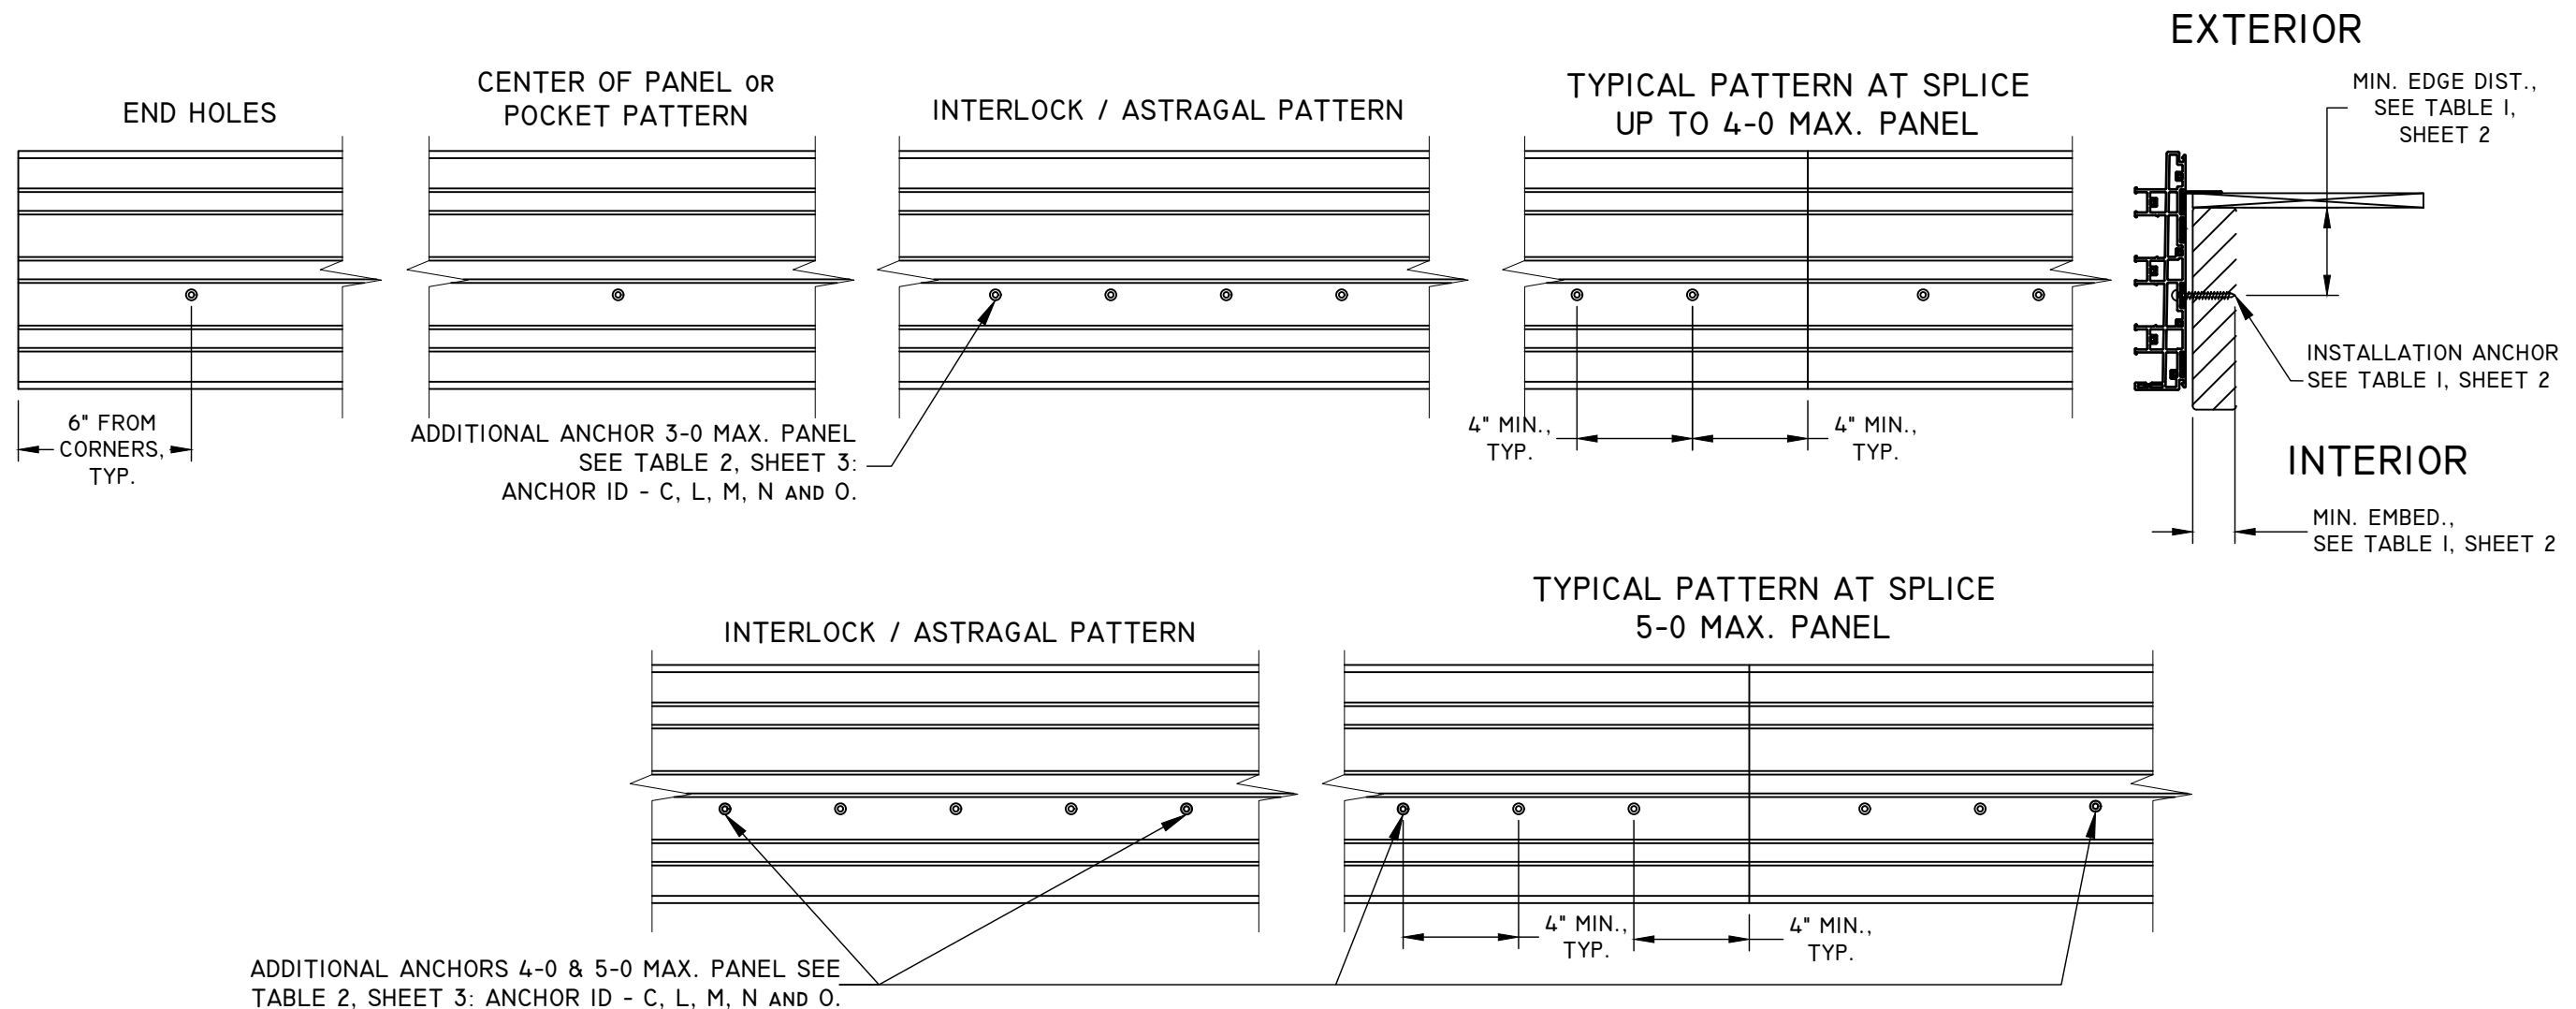 EXTERIOR
END HOLES
CENTER OF PANEL OR
POCKET PATTERN
INTERLOCK / ASTRAGAL PATTERN
TYPICAL PATTERN AT SPLICE
UP TO 4-0 MAX. PANEL
MIN. EDGE DIST.,
SEE TABLE 1,
SHEET 2
6" FROM
CORNERS,
TYP.
ADDITIONAL ANCHOR 3-0 MAX. PANEL
SEE TABLE 2, SHEET 3:
ANCHOR ID - C, L, M, N AND O.
4" MIN.,
TYP.
4" MIN.,
TYP.
INSTALLATION ANCHOR
SEE TABLE 1, SHEET 2
INTERIOR
MIN. EMBED.,
SEE TABLE 1, SHEET 2
INTERLOCK / ASTRAGAL PATTERN
TYPICAL PATTERN AT SPLICE
5-0 MAX. PANEL
4" MIN.,
TYP.
4" MIN.,
TYP.
ADDITIONAL ANCHORS 4-0 & 5-0 MAX. PANEL SEE
TABLE 2, SHEET 3: ANCHOR ID - C, L, M, N AND O.